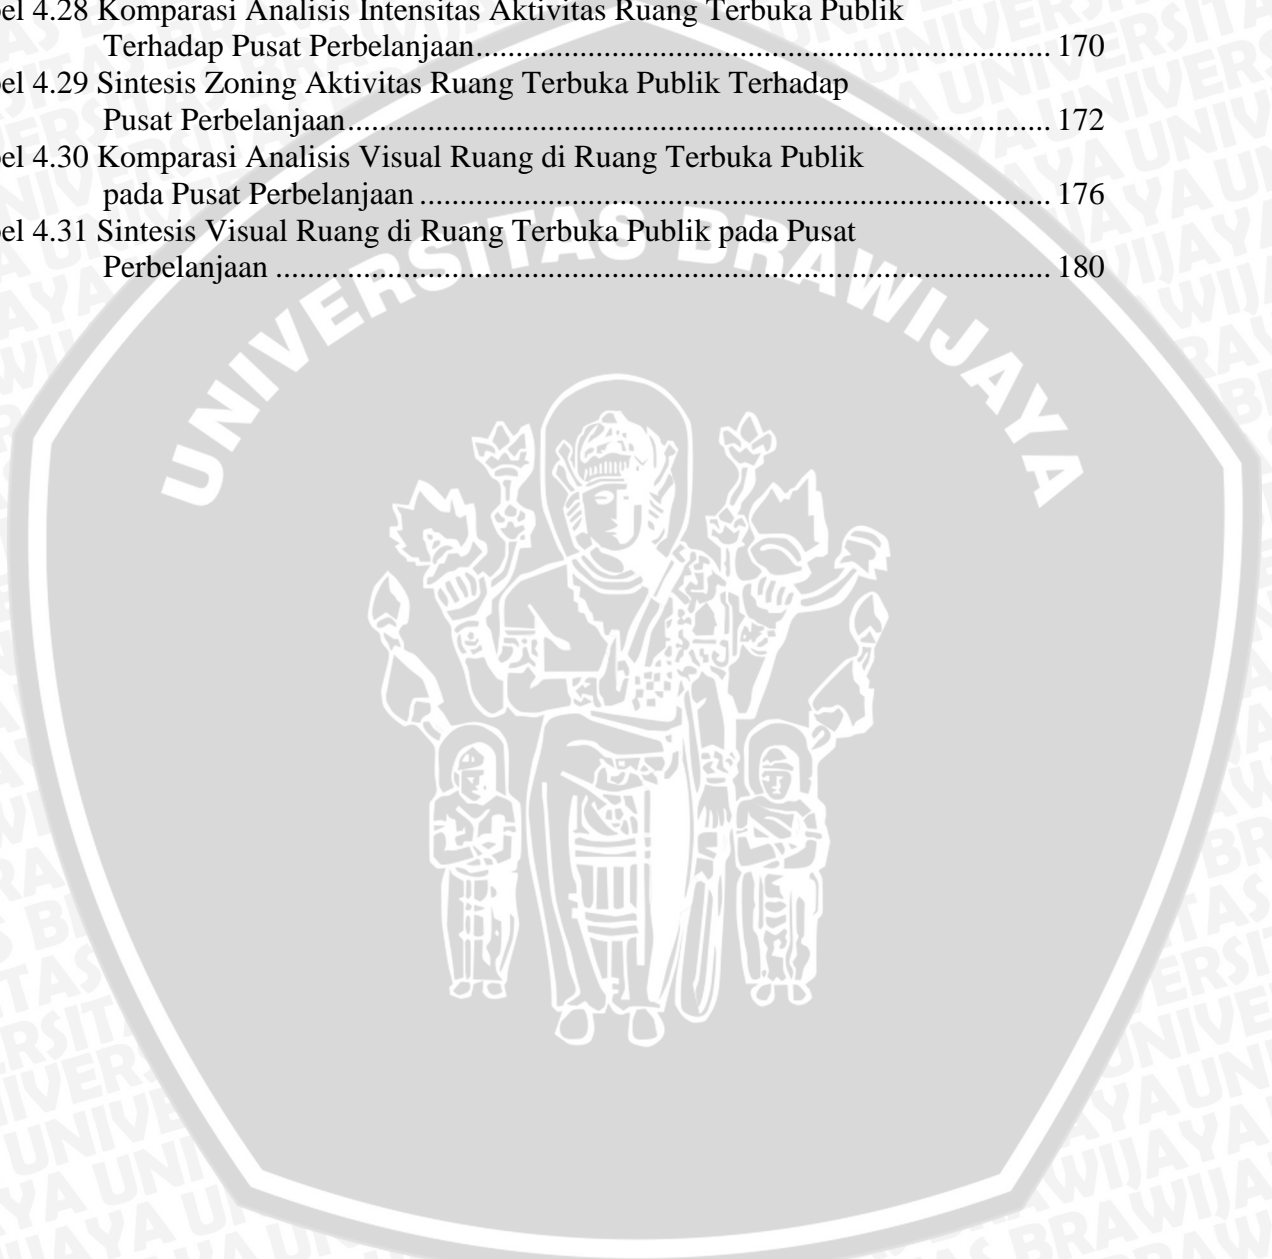 el 4.28 Komparasi Analisis Intensitas Aktivitas Ruang Terbuka Publik
Terhadap Pusat Perbelanjaan........................................................................ 170
el 4.29 Sintesis Zoning Aktivitas Ruang Terbuka Publik Terhadap
Pusat Perbelanjaan........................................................................................ 172
el 4.30 Komparasi Analisis Visual Ruang di Ruang Terbuka Publik
pada Pusat Perbelanjaan ............................................................................... 176
el 4.31 Sintesis Visual Ruang di Ruang Terbuka Publik pada Pusat
Perbelanjaan ................................................................................................. 180
UNIVERSITAS BRAWIJAYA